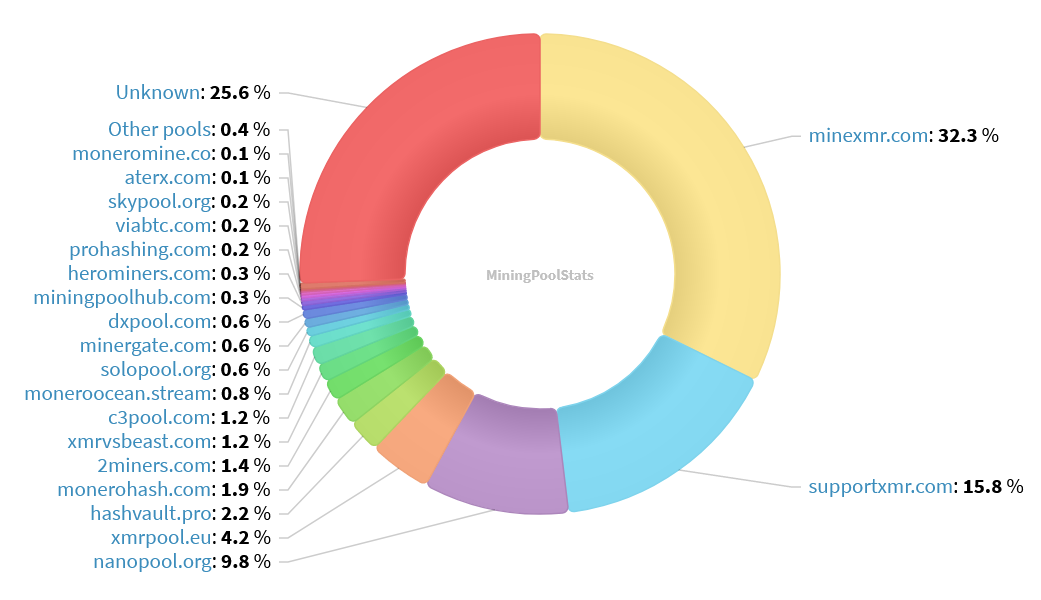 Unknown: 25.6 %
Other pools: 0.4 %
moneromine.co: 0.1 %
aterx.com: 0.1 %
skypool.org: 0.2 %
viabtc.com: 0.2 %
prohashing.com: 0.2 %
herominers.com: 0.3 %
miningpoolhub.com: 0.3 %
dxpool.com: 0.6 %
minergate.com: 0.6 %
solopool.org: 0.6 %
moneroocean.stream: 0.8 %
c3pool.com: 1.2 %
xmrvsbeast.com: 1.2 %
2miners.com: 1.4 %
monerohash.com: 1.9 %
hashvault.pro: 2.2 %
xmrpool.eu: 4.2 %
nanopool.org: 9.8 %
MiningPoolStats
minexmr.com: 32.3 %
supportxmr.com: 15.8 %